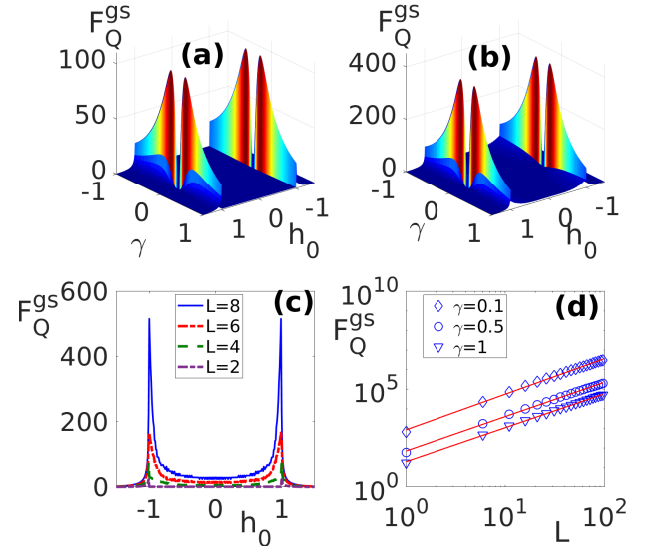 F_Q^gs
(a)
100
50
0
-1
0
1
γ
1
0
-1
h_0
F_Q^gs
(b)
400
200
0
-1
0
1
γ
1
0
-1
h_0
F_Q^gs
(c)
600
400
200
0
-1
0
1
h_0
L=8
L=6
L=4
L=2
F_Q^gs
(d)
10^10
10^5
10^0
10^0
10^1
10^2
L
γ=0.1
γ=0.5
γ=1